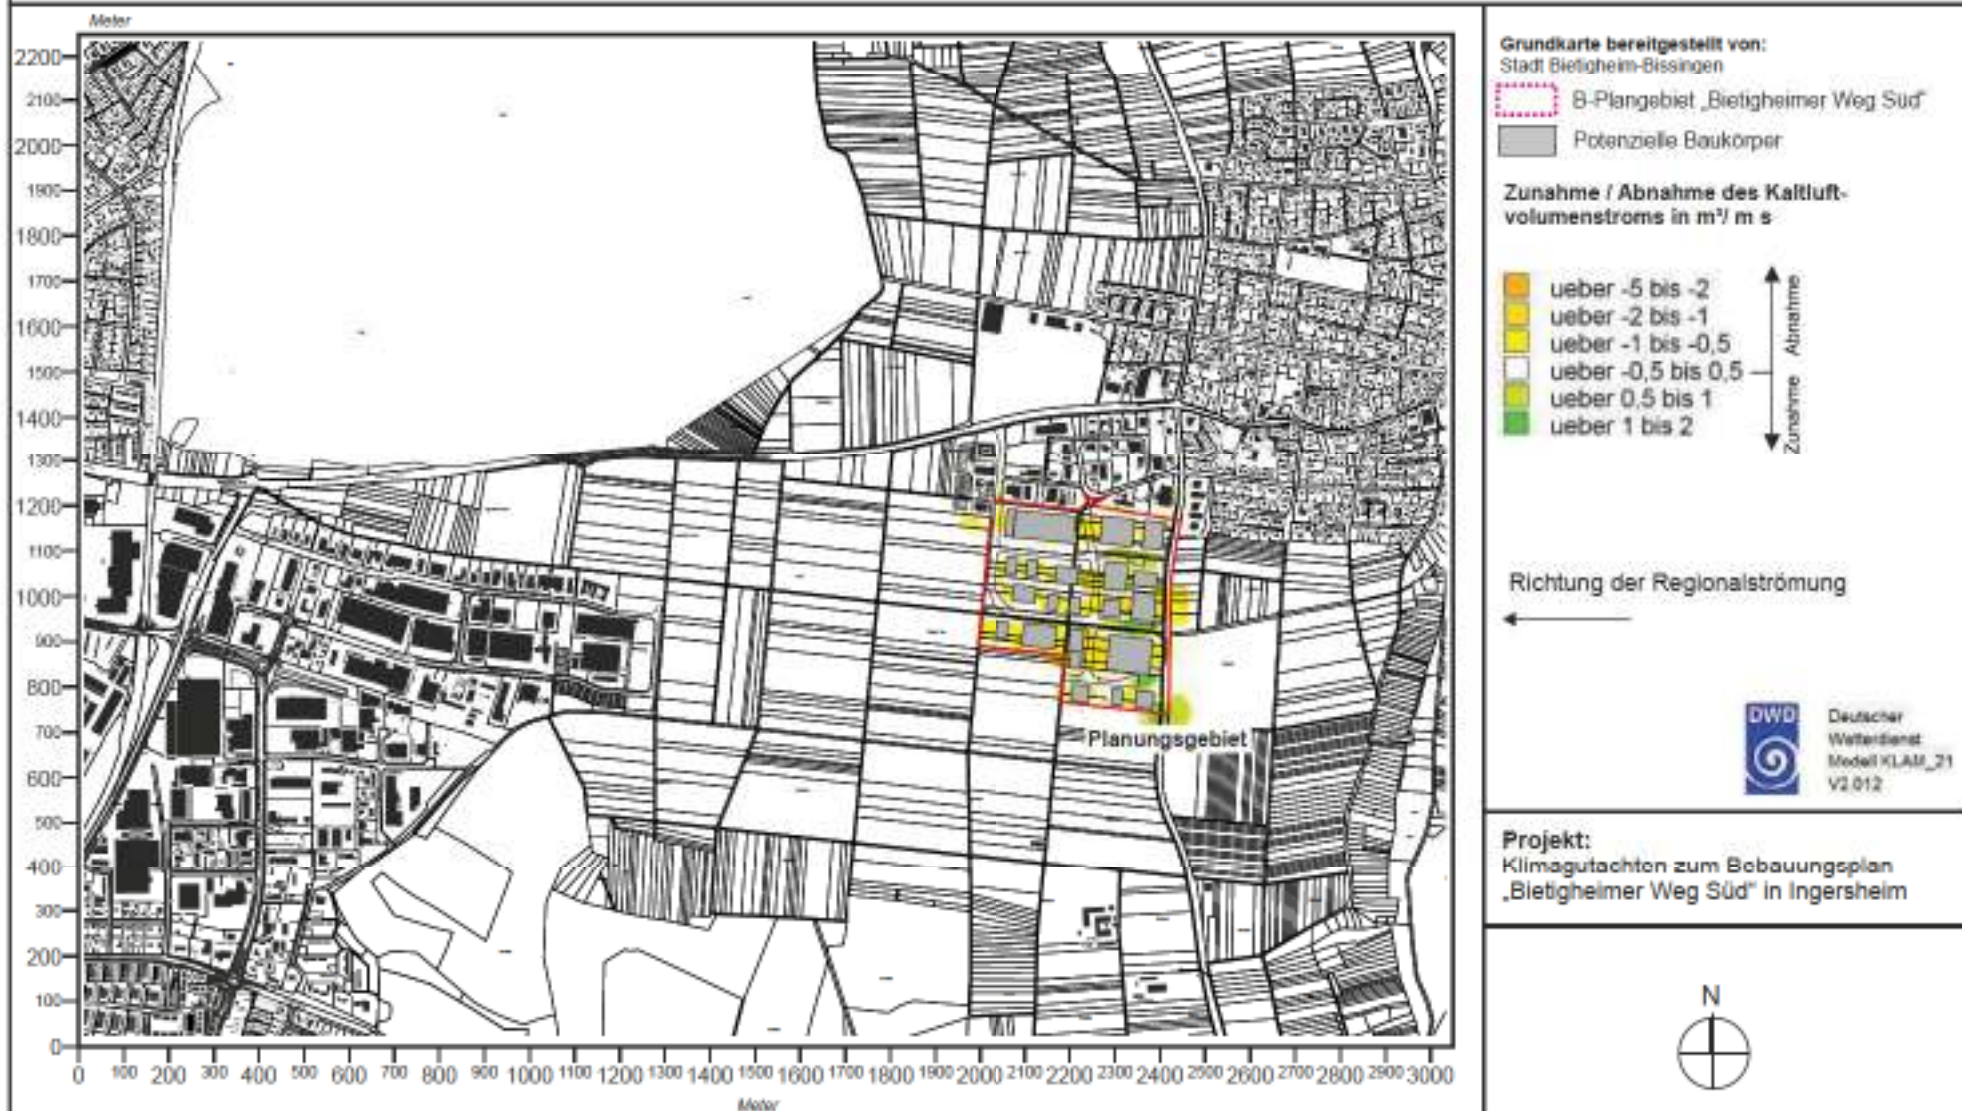 Meter
2200
2100
2000
1900
1800
1700
1600
1500
1400
1300
1200
1100
1000
900
800
700
600
500
400
300
200
100
0
0 100 200 300 400 500 600 700 800 900 1000 1100 1200 1300 1400 1500 1600 1700 1800 1900 2000 2100 2200 2300 2400 2500 2600 2700 2800 2900 3000
Meter
Planungsgebiet
Grundkarte bereitgestellt von:
Stadt Bietigheim-Bissingen
B-Plangebiet „Bietigheimer Weg Süd"
Potenzielle Baukörper
Zunahme / Abnahme des Kaltluft-
volumenstroms in m³/ m s
ueber -5 bis -2
ueber -2 bis -1
ueber -1 bis -0,5
ueber -0,5 bis 0,5
ueber 0,5 bis 1
ueber 1 bis 2
Abnahme
Zunahme
Richtung der Regionalströmung
DWD
Deutscher
Wetterdienst
Modell KLAM_21
V2.012
Projekt:
Klimagutachten zum Bebauungsplan
„Bietigheimer Weg Süd" in Ingersheim
N